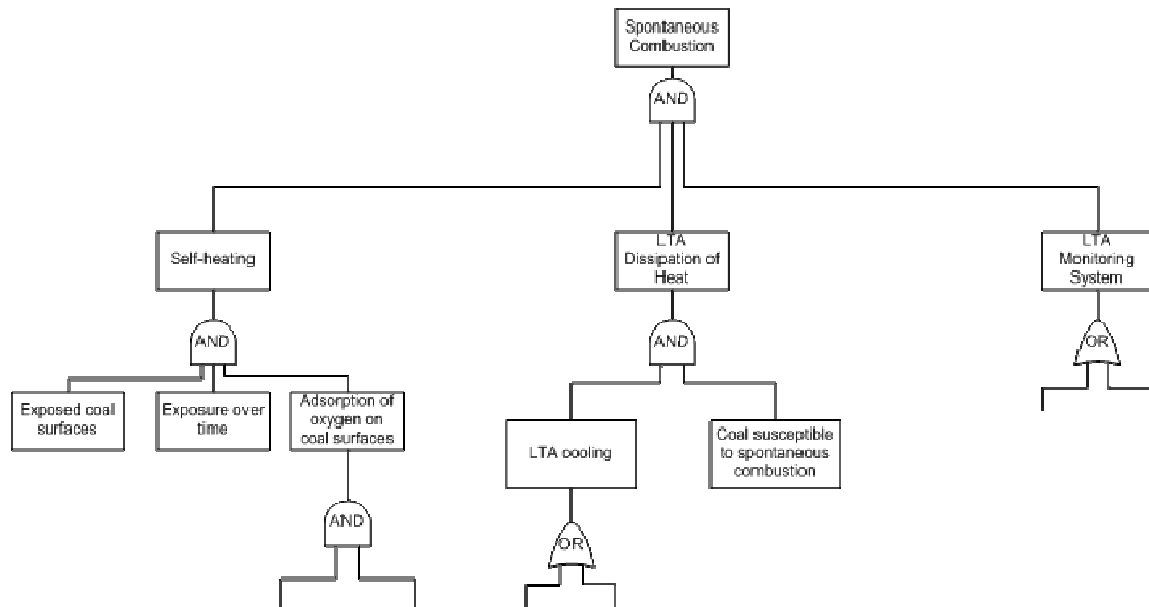 Spontaneous
Combustion
AND
Self-heating
LTA
Dissipation of
Heat
LTA
Monitoring
System
AND
AND
OR
Exposed coal
surfaces
Exposure over
time
Adsorption of
oxygen on
coal surfaces
LTA cooling
Coal susceptible
to spontaneous
combustion
AND
OR